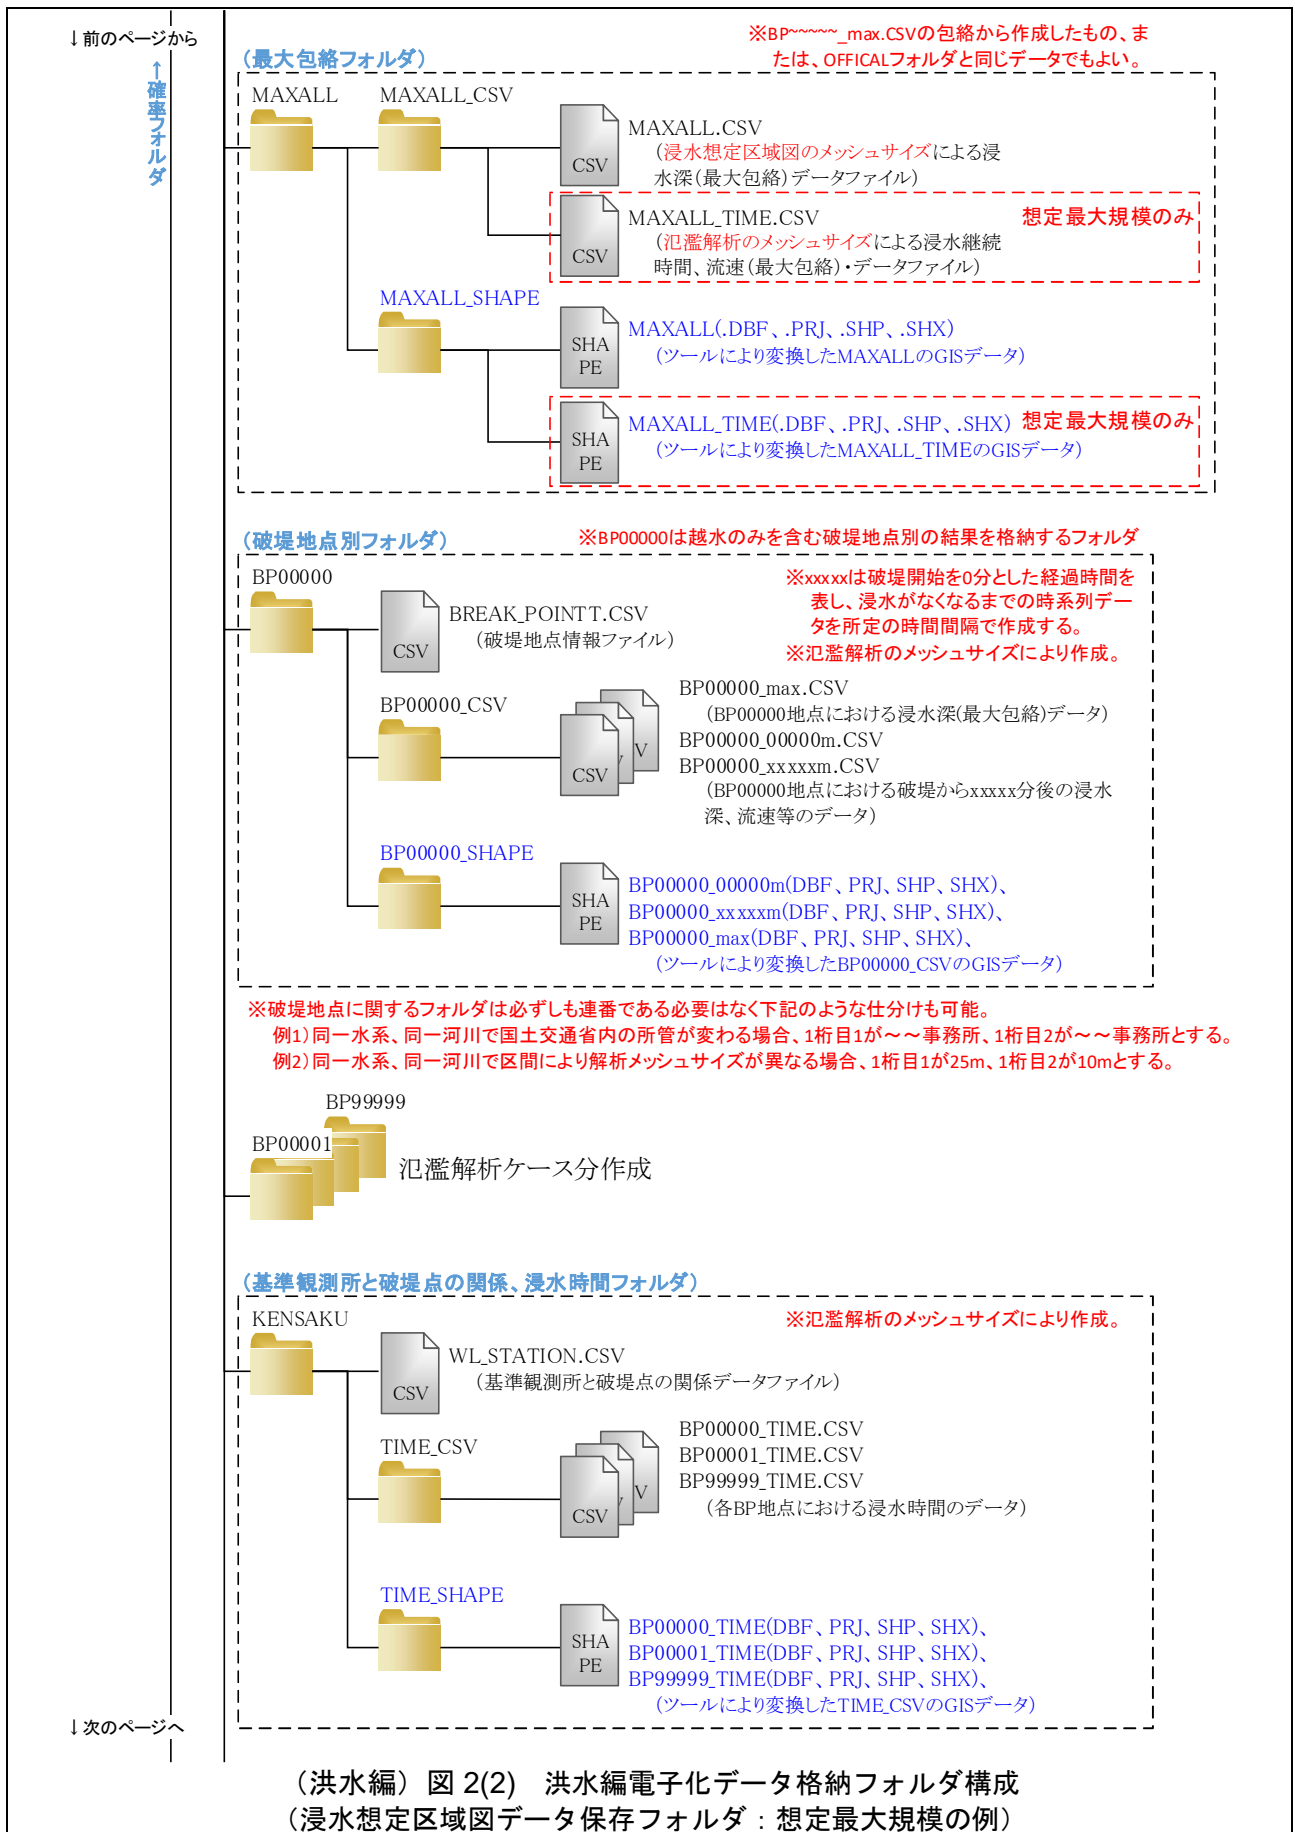 ↓前のページから
←確率フォルダ
※BP~~~~~_max.CSVの包絡から作成したもの、ま
たは、OFFICALフォルダと同じデータでもよい。
（最大包絡フォルダ）
MAXALL
MAXALL_CSV
CSV
MAXALL.CSV
（浸水想定区域図のメッシュサイズによる浸
水深（最大包絡）データファイル）
CSV
MAXALL_TIME.CSV
想定最大規模のみ
（氾濫解析のメッシュサイズによる浸水継続
時間、流速（最大包絡）・データファイル）
MAXALL_SHAPE
SHA
PE
MAXALL(.DBF、.PRJ、.SHP、.SHX)
（ツールにより変換したMAXALLのGISデータ）
SHA
PE
MAXALL_TIME(.DBF、.PRJ、.SHP、.SHX)
想定最大規模のみ
（ツールにより変換したMAXALL_TIMEのGISデータ）
（破堤地点別フォルダ）
※BP00000は越水のみを含む破堤地点別の結果を格納するフォルダ
BP00000
※xxxxxは破堤開始を0分とした経過時間を
表し、浸水がなくなるまでの時系列デー
タを所定の時間間隔で作成する。
※氾濫解析のメッシュサイズにより作成。
CSV
BREAK_POINTT.CSV
（破堤地点情報ファイル）
BP00000_CSV
CSV
V
BP00000_max.CSV
（BP00000地点における浸水深(最大包絡)データ）
BP00000_00000m.CSV
BP00000_xxxxxm.CSV
（BP00000地点における破堤からxxxxx分後の浸水
深、流速等のデータ）
BP00000_SHAPE
SHA
PE
BP00000_00000m(DBF、PRJ、SHP、SHX)、
BP00000_xxxxxm(DBF、PRJ、SHP、SHX)、
BP00000_max(DBF、PRJ、SHP、SHX)、
（ツールにより変換したBP00000_CSVのGISデータ）
※破堤地点に関するフォルダは必ずしも連番である必要はなく下記のような仕分けも可能。
例1）同一水系、同一河川で国土交通省内の所管が変わる場合、1桁目1が～～事務所、1桁目2が～～事務所とする。
例2）同一水系、同一河川で区間により解析メッシュサイズが異なる場合、1桁目1が25m、1桁目2が10mとする。
BP99999
BP00001
氾濫解析ケース分作成
（基準観測所と破堤点の関係、浸水時間フォルダ）
KENSAKU
※氾濫解析のメッシュサイズにより作成。
CSV
WL_STATION.CSV
（基準観測所と破堤点の関係データファイル）
TIME_CSV
CSV
V
BP00000_TIME.CSV
BP00001_TIME.CSV
BP99999_TIME.CSV
（各BP地点における浸水時間のデータ）
TIME_SHAPE
SHA
PE
BP00000_TIME(DBF、PRJ、SHP、SHX)、
BP00001_TIME(DBF、PRJ、SHP、SHX)、
BP99999_TIME(DBF、PRJ、SHP、SHX)、
（ツールにより変換したTIME_CSVのGISデータ）
↓次のページへ
（洪水編）図 2(2)　洪水編電子化データ格納フォルダ構成
（浸水想定区域図データ保存フォルダ：想定最大規模の例）